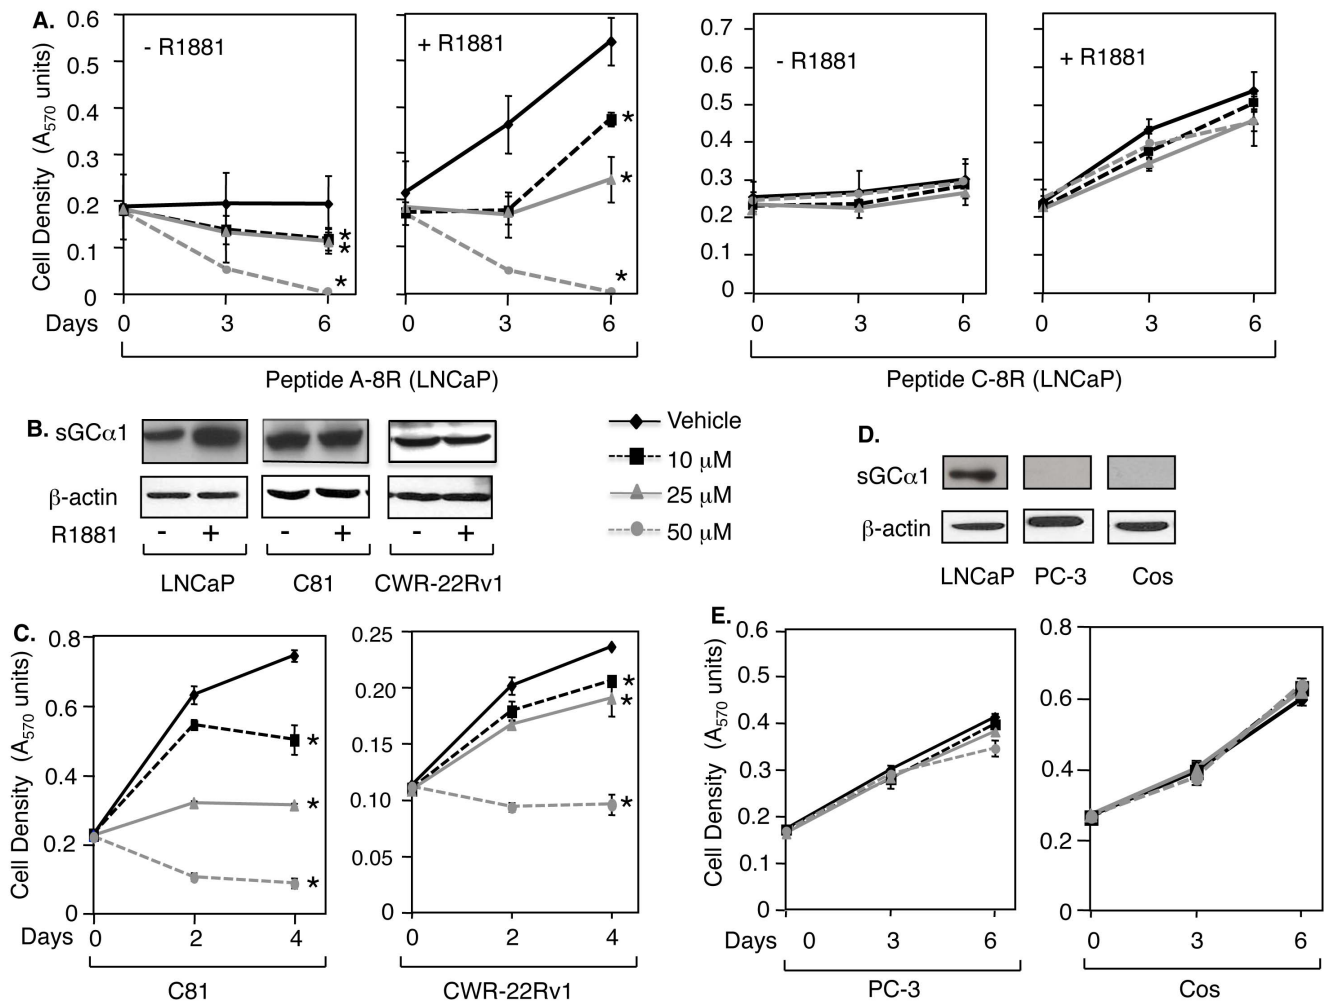 A.
Cell Density (A570 units)
0.6
0.5
0.4
0.3
0.2
0.1
0
- R1881
+ R1881
Days 0 3 6 0 3 6
*
*
*
*
*
*
Peptide A-8R (LNCaP)
0.7
0.6
0.5
0.4
0.3
0.2
0.1
0
- R1881
+ R1881
0 3 6 0 3 6
Peptide C-8R (LNCaP)
B.
sGCα1
β-actin
R1881 - + - + - +
LNCaP C81 CWR-22Rv1
Vehicle
10 μM
25 μM
50 μM
D.
sGCα1
β-actin
LNCaP PC-3 Cos
C.
Cell Density (A570 units)
0.8
0.6
0.4
0.2
0
*
*
*
Days 0 2 4
C81
0.25
0.20
0.15
0.10
0.05
0
*
*
*
0 2 4
CWR-22Rv1
E.
Cell Density (A570 units)
0.6
0.5
0.4
0.3
0.2
0.1
0
Days 0 3 6
PC-3
0.8
0.6
0.4
0.2
0
0 3 6
Cos